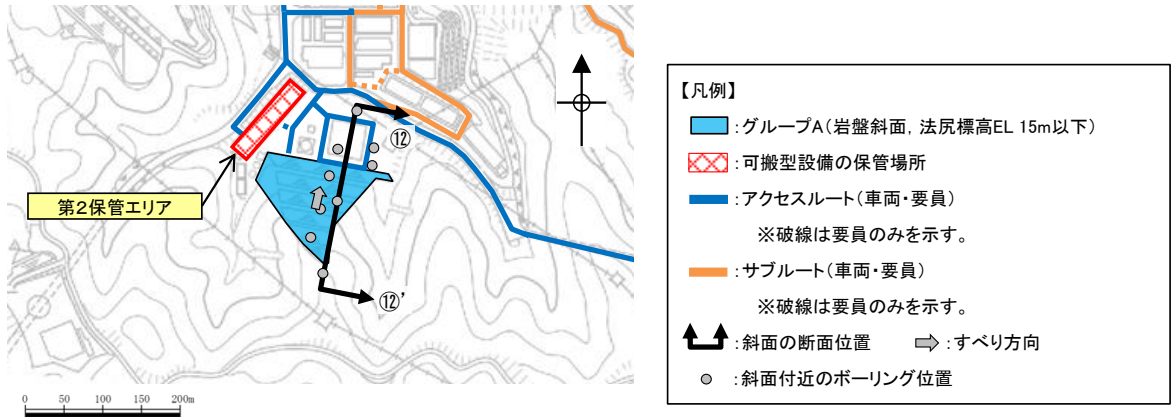 ⑫
第2保管エリア
⑫’
0 50 100 150 200m
【凡例】
:グループA(岩盤斜面, 法尻標高EL 15m以下)
:可搬型設備の保管場所
:アクセスルート(車両・要員)
※破線は要員のみを示す。
:サブルート(車両・要員)
※破線は要員のみを示す。
:斜面の断面位置 :すべり方向
:斜面付近のボーリング位置